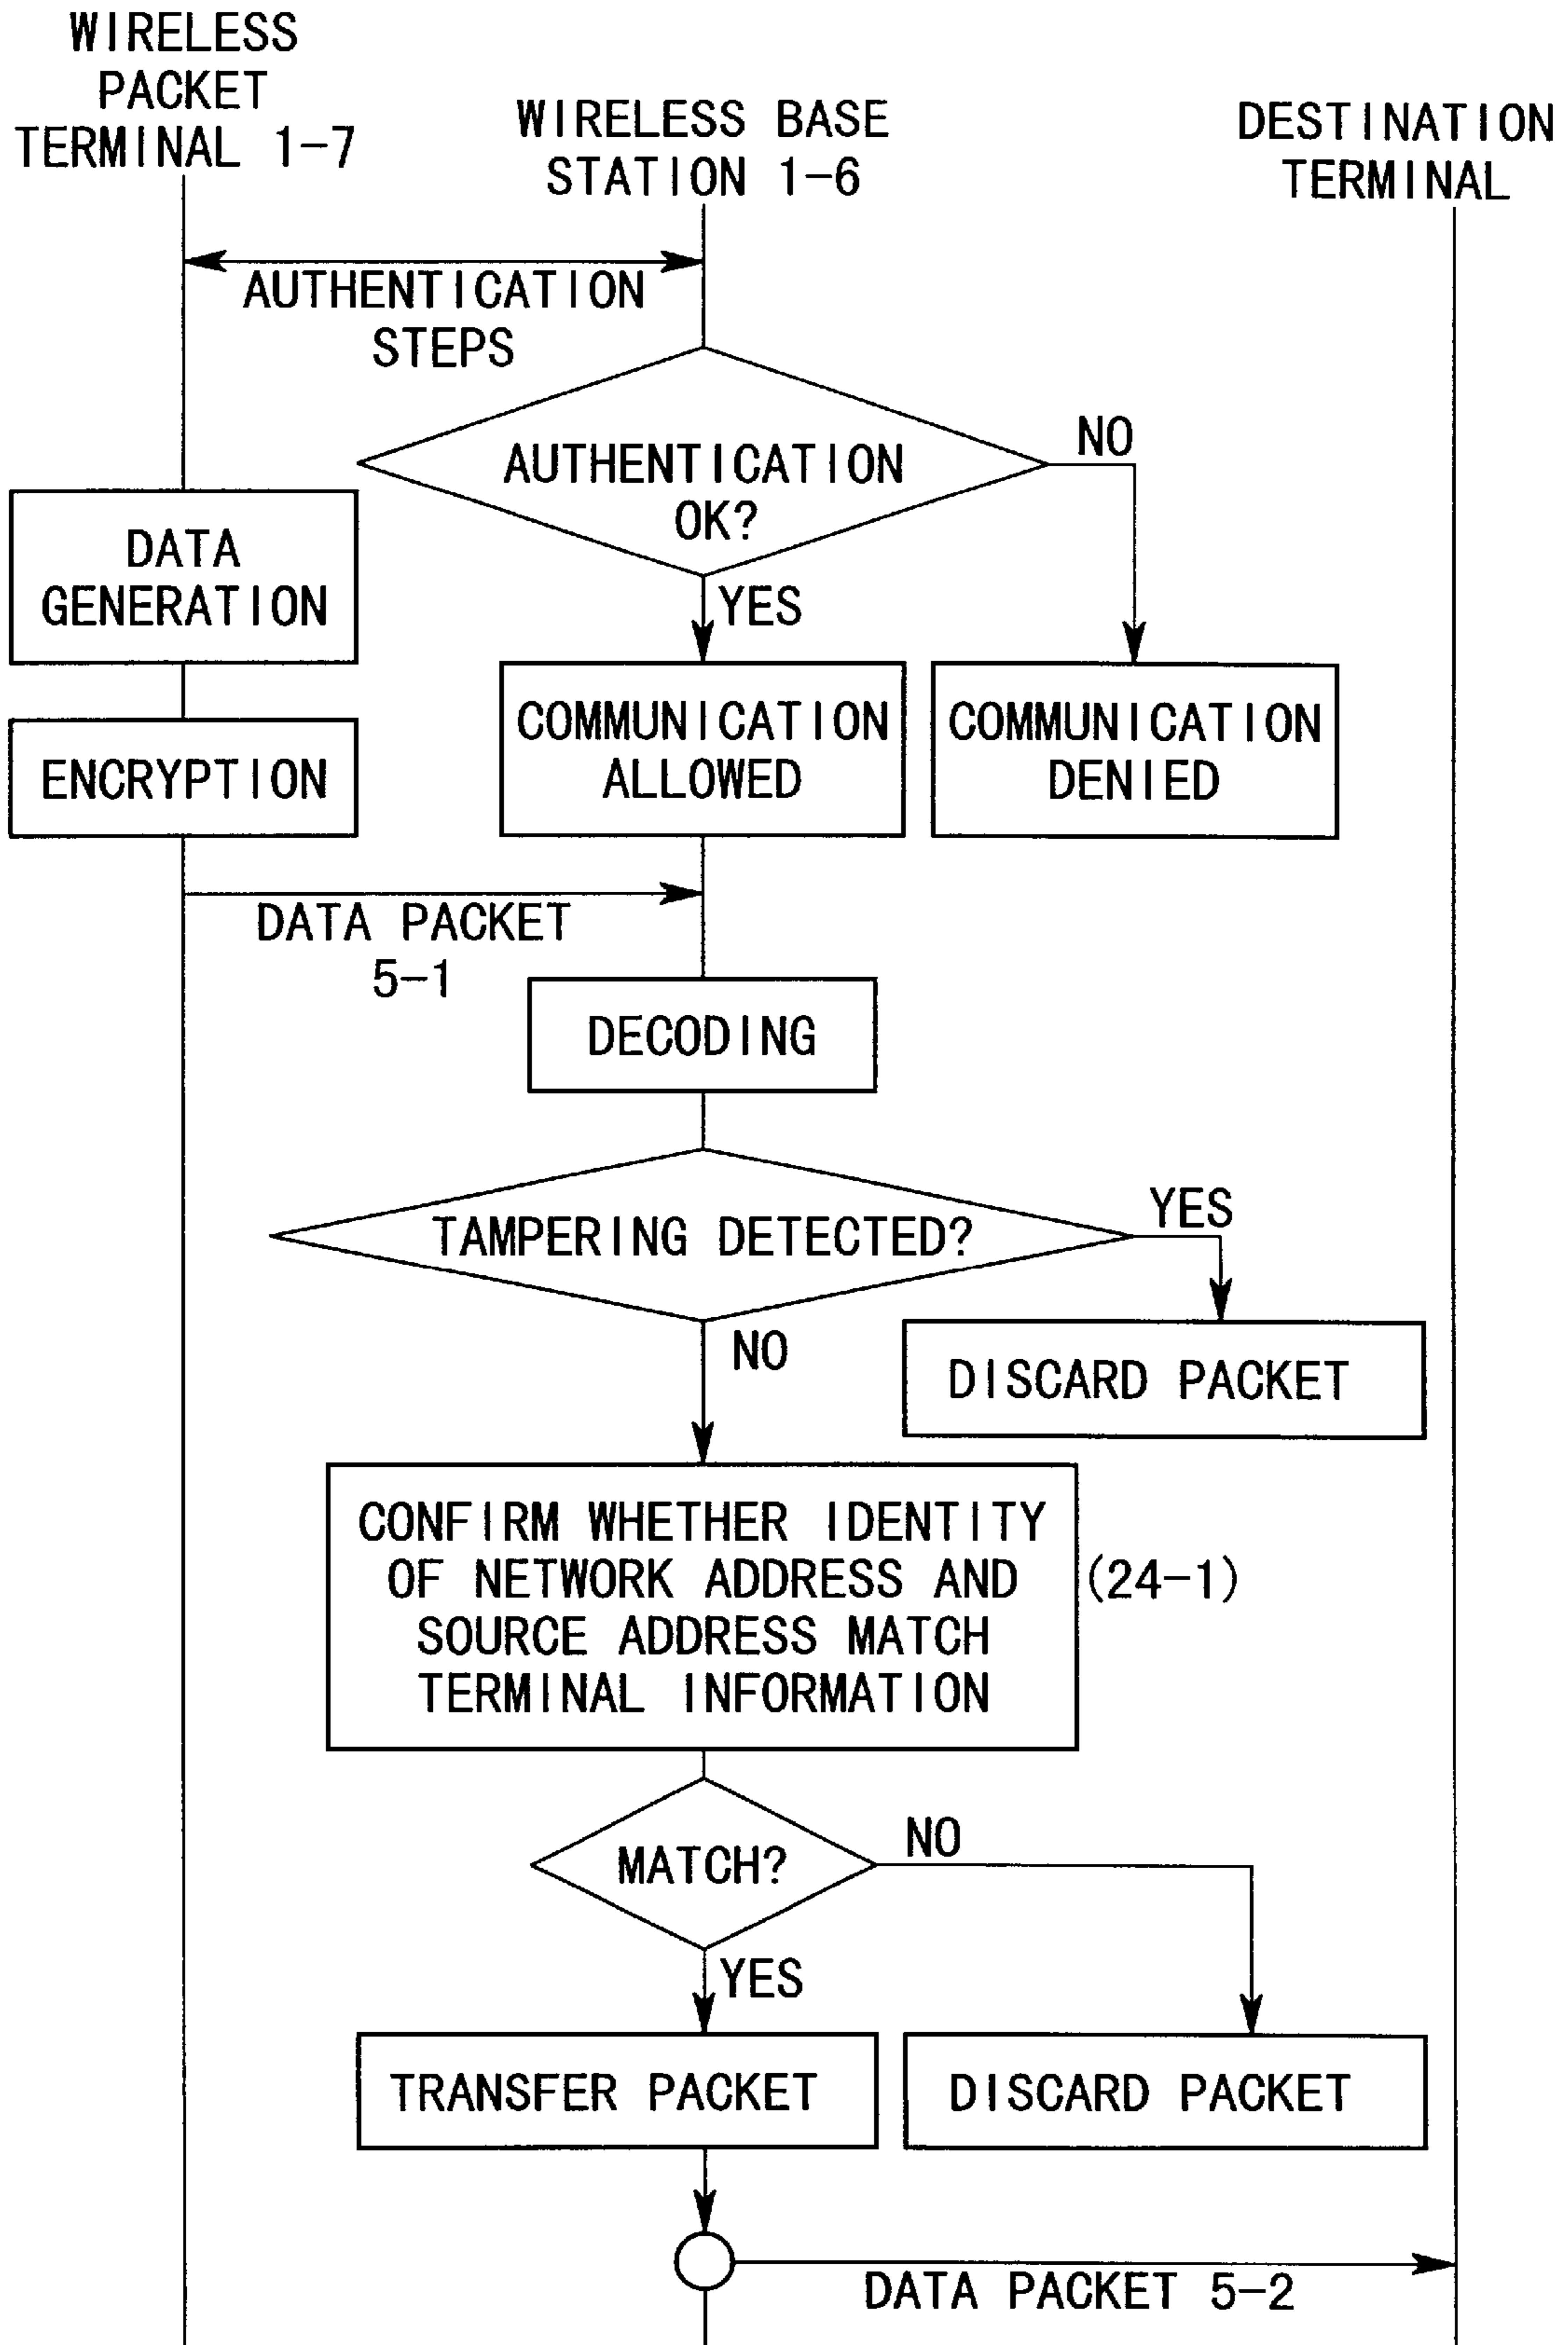 WIRELESS
PACKET
TERMINAL 1-7
WIRELESS BASE
STATION 1-6
DESTINATION
TERMINAL
AUTHENTICATION
STEPS
AUTHENTICATION
OK?
NO
DATA
GENERATION
YES
ENCRYPTION
COMMUNICATION
ALLOWED
COMMUNICATION
DENIED
DATA PACKET
5-1
DECODING
TAMPERING DETECTED?
YES
NO
DISCARD PACKET
CONFIRM WHETHER IDENTITY
OF NETWORK ADDRESS AND
SOURCE ADDRESS MATCH
TERMINAL INFORMATION
(24-1)
MATCH?
NO
YES
TRANSFER PACKET
DISCARD PACKET
DATA PACKET 5-2